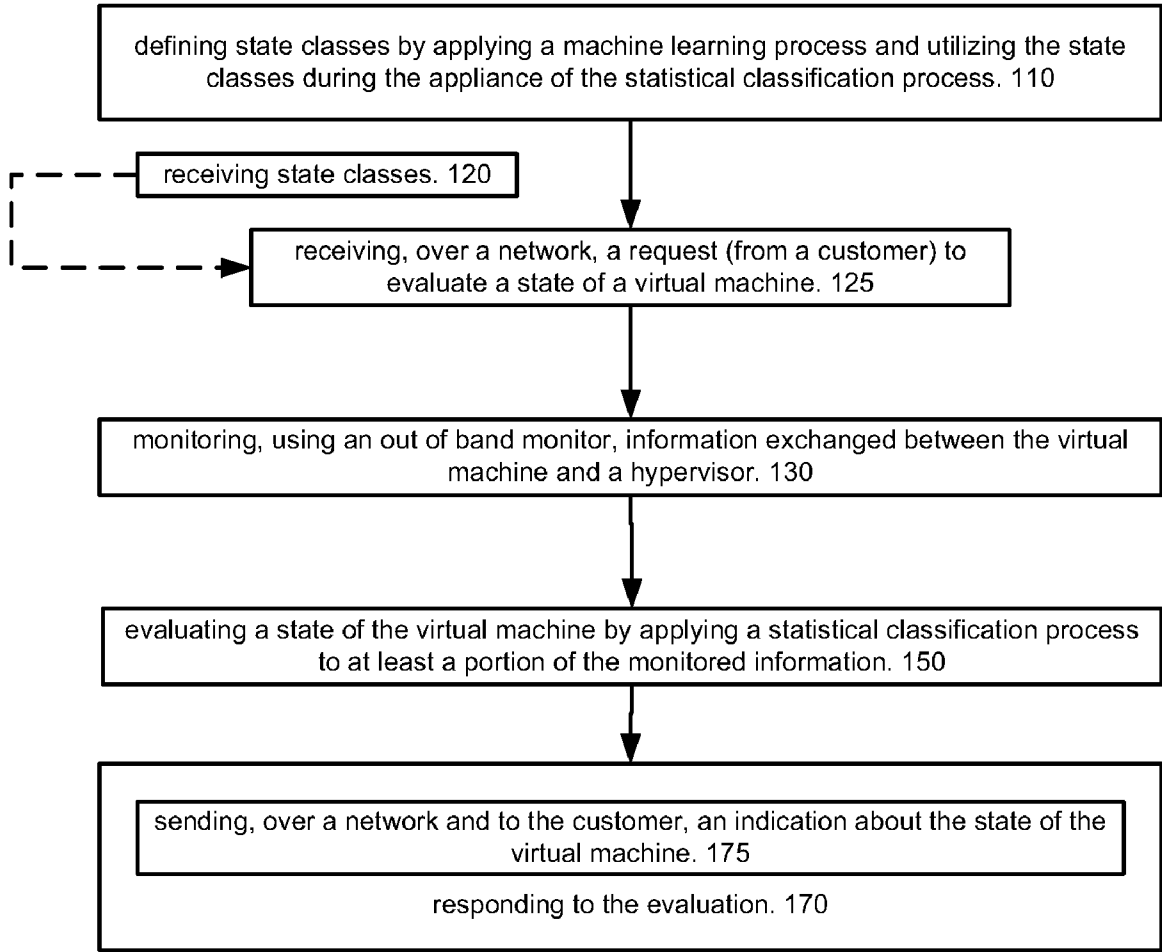 defining state classes by applying a machine learning process and utilizing the state
classes during the appliance of the statistical classification process. 110
receiving state classes. 120
receiving, over a network, a request (from a customer) to
evaluate a state of a virtual machine. 125
monitoring, using an out of band monitor, information exchanged between the virtual
machine and a hypervisor. 130
evaluating a state of the virtual machine by applying a statistical classification process
to at least a portion of the monitored information. 150
sending, over a network and to the customer, an indication about the state of the
virtual machine. 175
responding to the evaluation. 170